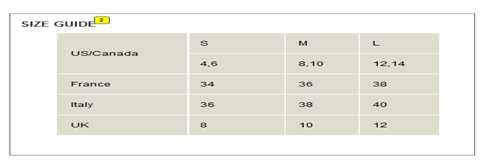 SIZE GUIDE 2
US/Canada S M L
4,6 8,10 12,14
France 34 36 38
Italy 36 38 40
UK 8 10 12